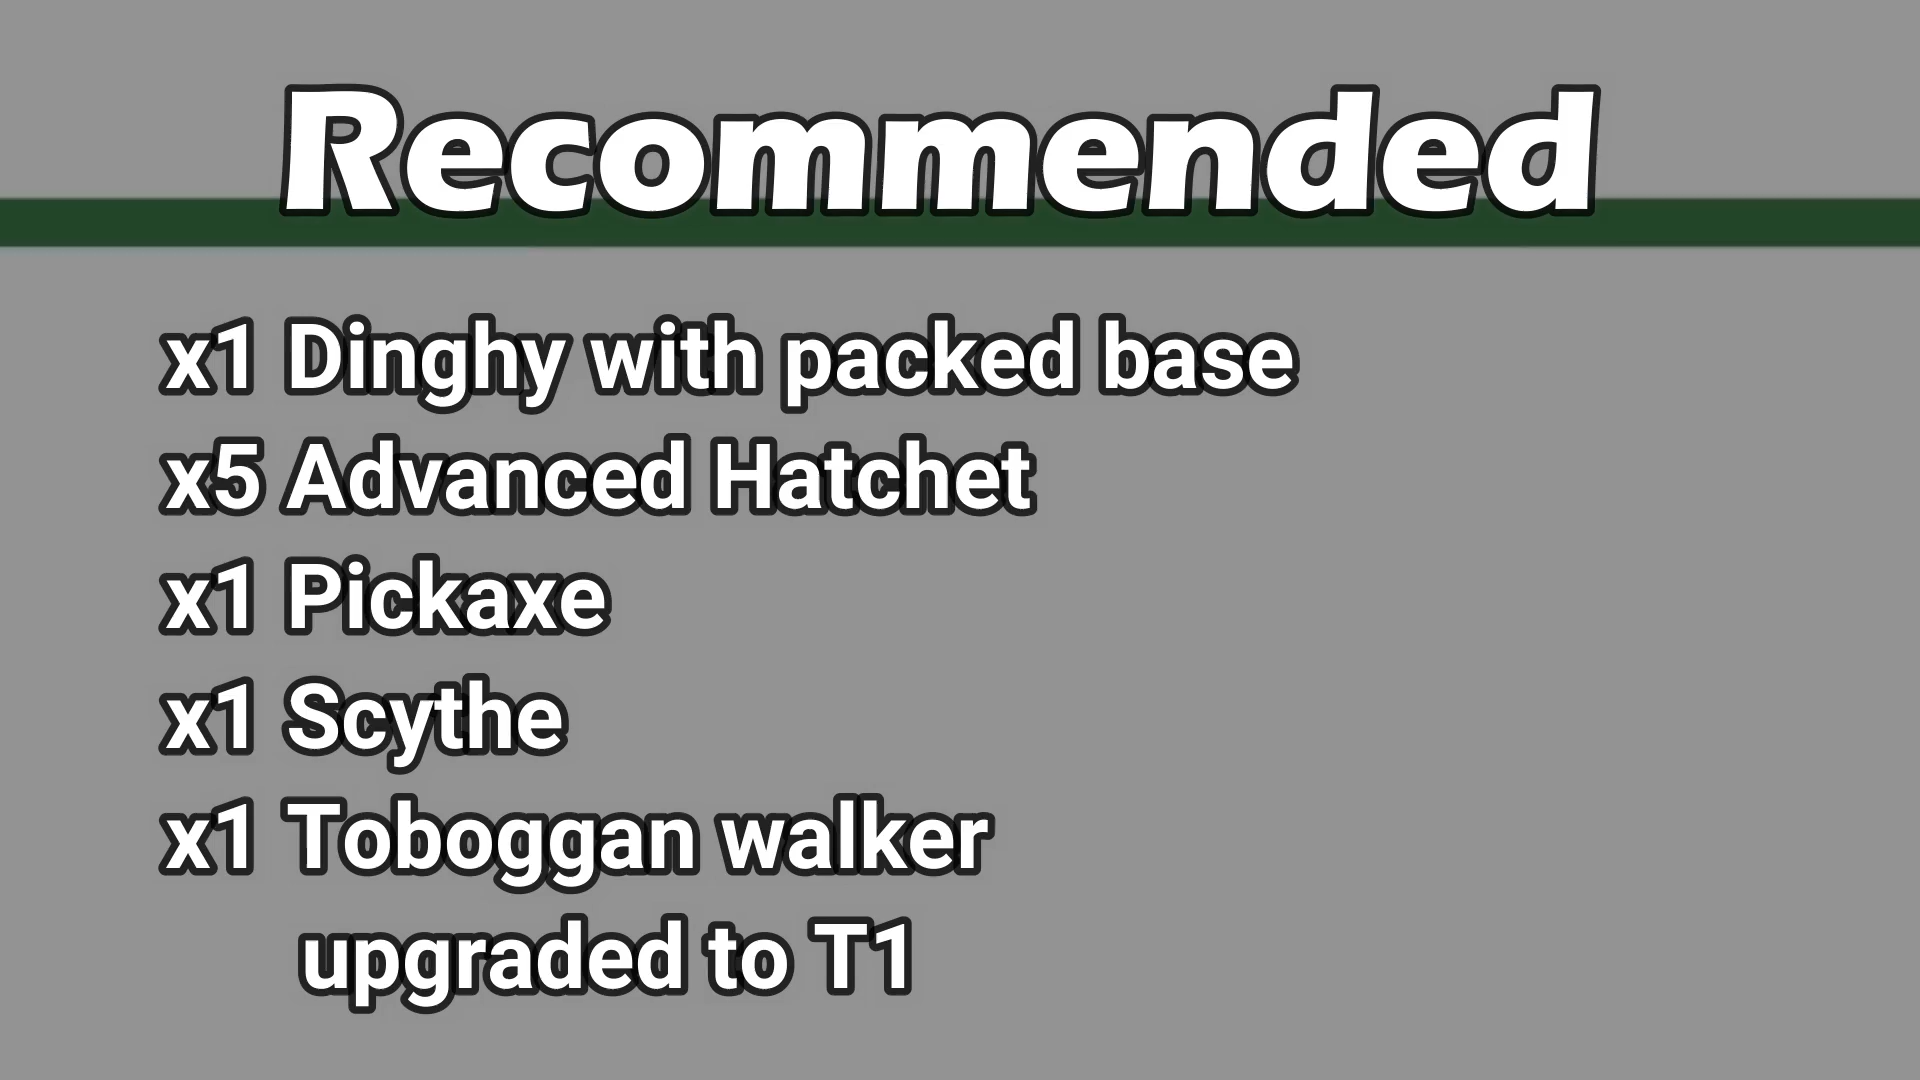 Recommended
x1 Dinghy with packed base
x5 Advanced Hatchet
x1 Pickaxe
x1 Scythe
x1 Toboggan walker
upgraded to T1